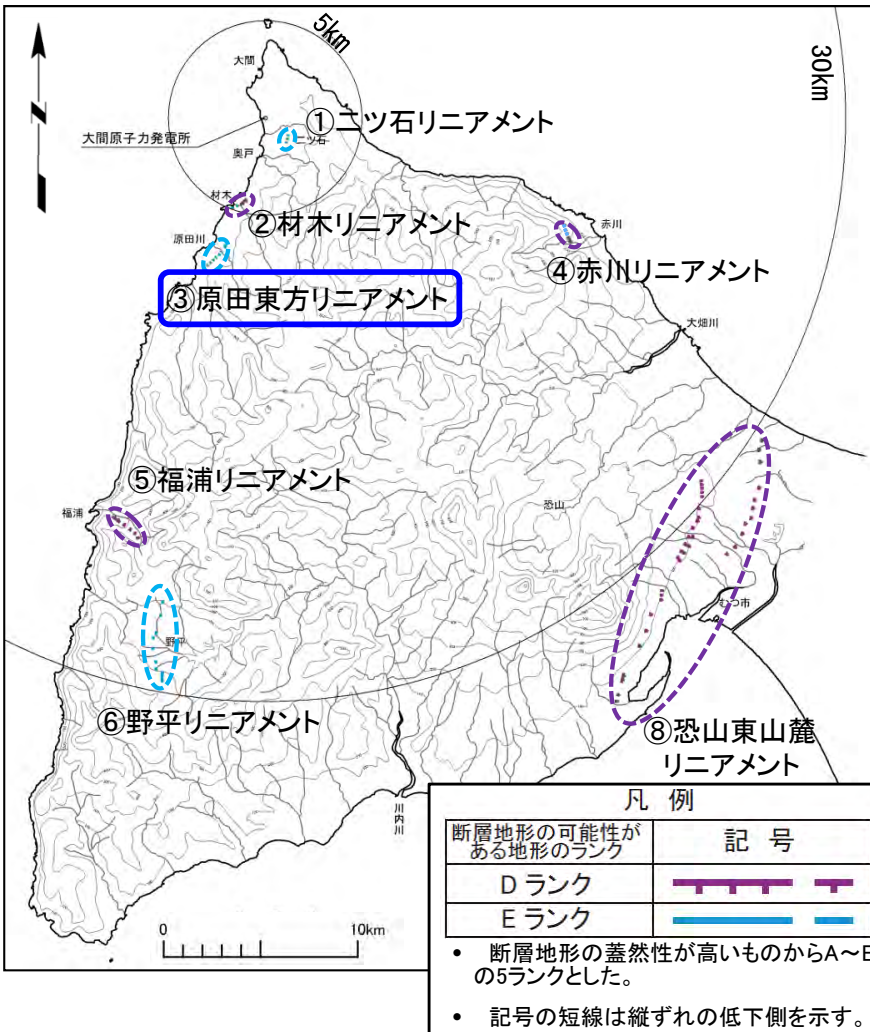 5km
30km
大間
大間原子力発電所
①二ツ石リニアメント
二ツ石
奥戸
材木
②材木リニアメント
原田川
③原田東方リニアメント
赤川
④赤川リニアメント
大畑川
⑤福浦リニアメント
福浦
恐山
むつ市
野平
⑥野平リニアメント
⑧恐山東山麓
リニアメント
川内川
0 10km
凡 例
断層地形の可能性が
ある地形のランク
記 号
D ランク
E ランク
• 断層地形の蓋然性が高いものからA～E
の5ランクとした。
• 記号の短線は縦ずれの低下側を示す。